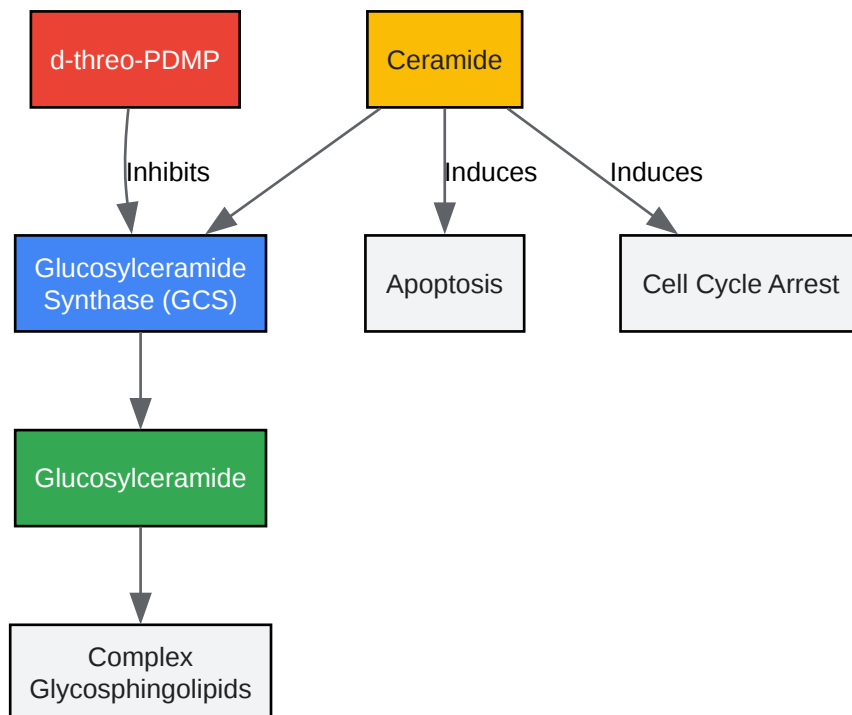 d-threo-PDMP
Ceramide
Inhibits
Induces
Induces
Glucosylceramide
Synthase (GCS)
Apoptosis
Cell Cycle Arrest
Glucosylceramide
Complex
Glycosphingolipids